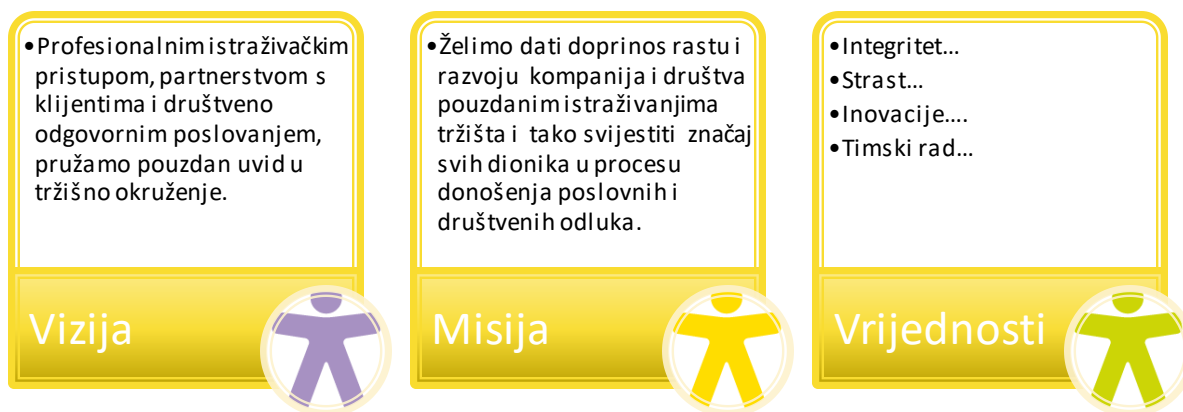 •Profesionalnim istraživačkim
pristupom, partnerstvom s
klijentima i društveno
odgovornim poslovanjem,
pružamo pouzdan uvid u
tržišno okruženje.
Vizija
•Želimo dati doprinos rastu i
razvoju kompanija i društva
pouzdanim istraživanjima
tržišta i tako svijestiti značaj
svih dionika u procesu
donošenja poslovnih i
društvenih odluka.
Misija
•Integritet...
•Strast...
•Inovacije....
•Timski rad...
Vrijednosti